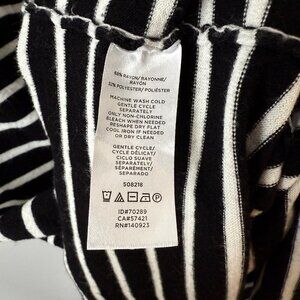 68% RAYON/RAYONNE/
RAYON
32% POLYESTER/ POLIÉSTER
MACHINE WASH COLD
GENTLE CYCLE
SEPARATELY
ONLY NON-CHLORINE
BLEACH WHEN NEEDED
RESHAPE DRY FLAT
COOL IRON IF NEEDED
OR DRY CLEAN
GENTLE CYCLE/
CYCLE DÉLICAT/
CICLO SUAVE
SEPARATELY/
SÉPARÉMENT/
SEPARADO
508218
ID#70289
CA#57421
RN#140923